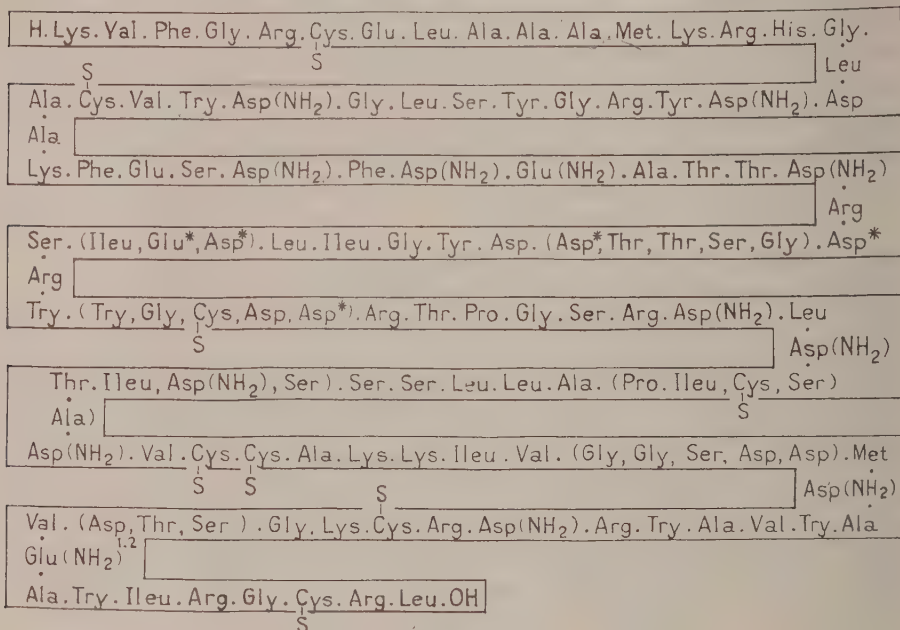 H.Lys.Val.Phe.Gly.Arg.Cys.Glu.Leu.Ala.Ala.Ala.Met.Lys.Arg.His.Gly.
S
S
Leu
Ala.Cys.Val.Try.Asp(NH2).Gly.Leu.Ser.Tyr.Gly.Arg.Tyr.Asp(NH2).Asp
Ala
Lys.Phe.Glu.Ser.Asp(NH2).Phe.Asp(NH2).Glu(NH2).Ala.Thr.Thr.Asp(NH2)
Arg
Ser.(Ileu,Glu*,Asp*).Leu.Ileu.Gly.Tyr.Asp.(Asp*,Thr,Thr,Ser,Gly).Asp*
Arg
Try.(Try,Gly,Cys,Asp,Asp*).Arg.Thr.Pro.Gly.Ser.Arg.Asp(NH2).Leu
S
Asp(NH2)
Thr.Ileu,Asp(NH2),Ser).Ser.Ser.Leu.Leu.Ala.(Pro.Ileu,Cys,Ser)
S
Ala)
Asp(NH2).Val.Cys.Cys.Ala.Lys.Lys.Ileu.Val.(Gly,Gly,Ser,Asp,Asp).Met
S S S
Asp(NH2)
Val.(Asp,Thr,Ser).Gly,Lys.Cys.Arg.Asp(NH2).Arg.Try.Ala.Val.Try.Ala
Glu(NH2)1.2
Ala.Try.Ileu.Arg.Gly.Cys.Arg.Leu.OH
S